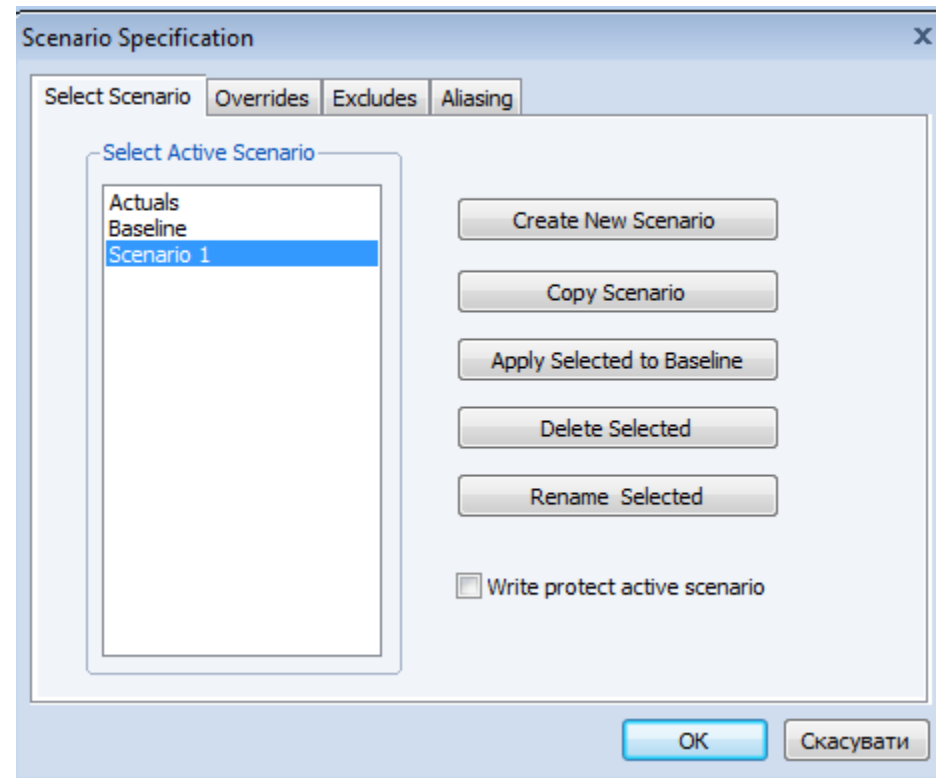 Scenario Specification
x
Select Scenario Overrides Excludes Aliasing
Select Active Scenario
Actuals
Baseline
Scenario 1
Create New Scenario
Copy Scenario
Apply Selected to Baseline
Delete Selected
Rename  Selected
Write protect active scenario
OK Скасувати